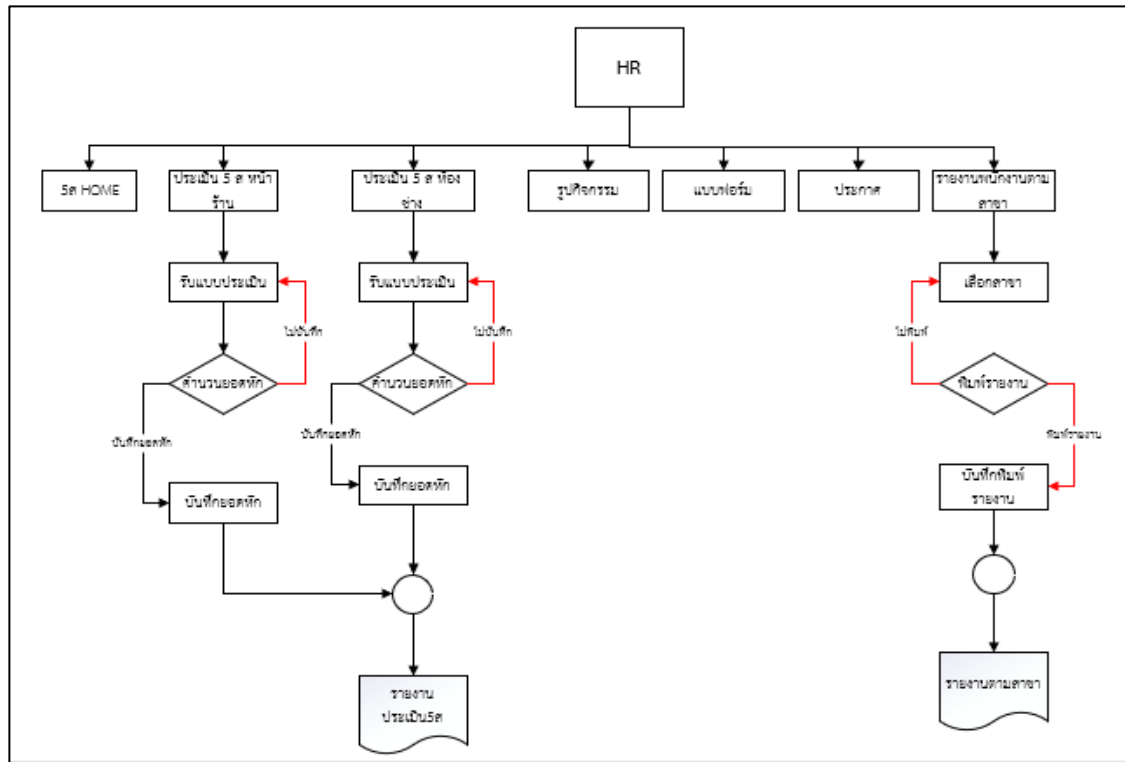 HR
5ส HOME
ประเมิน 5 ส หน้า
ร้าน
ประเมิน 5 ส ห้อง
ช่าง
รูปกิจกรรม
แบบฟอร์ม
ประกาศ
รายงานพนักงานตาม
สาขา
รับแบบประเมิน
รับแบบประเมิน
เลือกสาขา
ไม่บันทึก
ไม่บันทึก
ไม่พิมพ์
คำนวนยอดหัก
คำนวนยอดหัก
พิมพ์รายงาน
บันทึกยอดหัก
บันทึกยอดหัก
พิมพ์รายงาน
บันทึกยอดหัก
บันทึกยอดหัก
บันทึกพิมพ์
รายงาน
รายงาน
ประเมิน5ส
รายงานตามสาขา